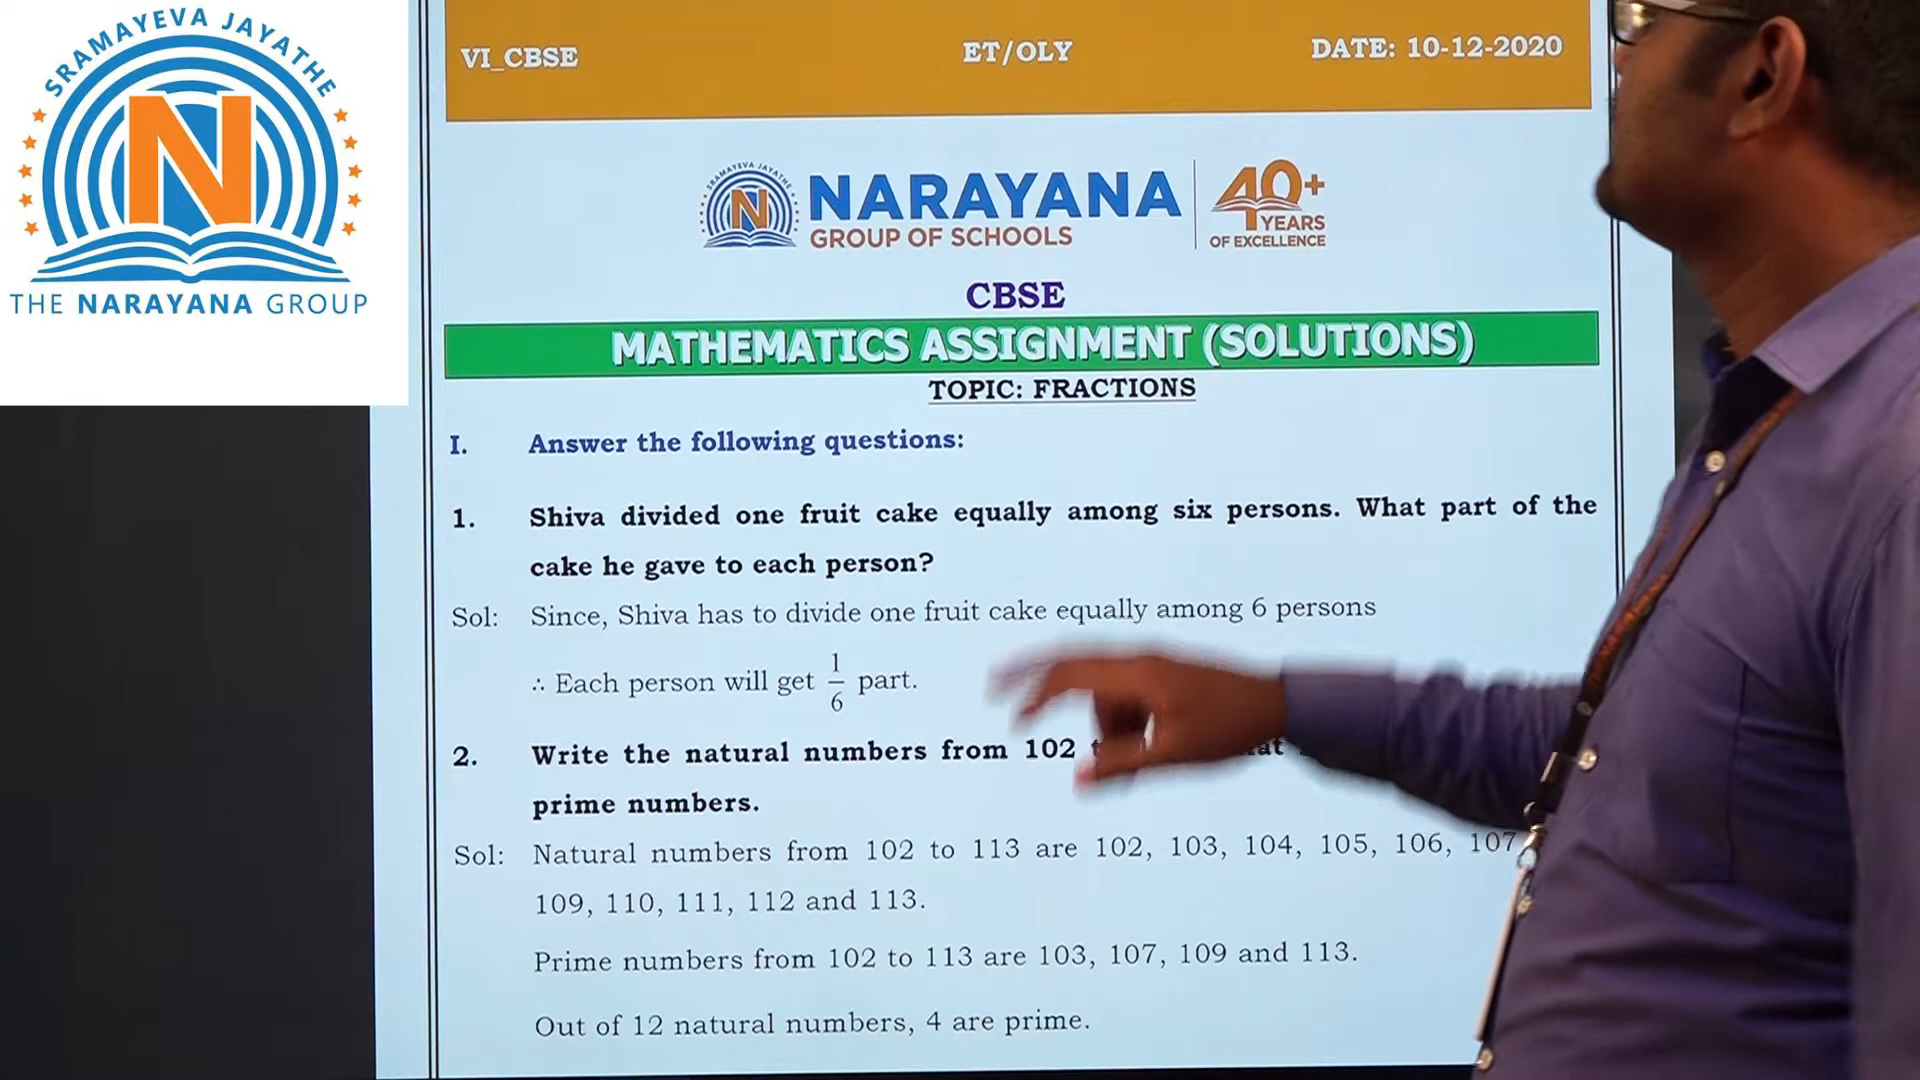 SRAMAYEVA JAYATHE
N
THE NARAYANA GROUP
VI_CBSE ET/OLY DATE: 10-12-2020
SRAMAYEVA JAYATHE
N
NARAYANA
GROUP OF SCHOOLS
40+
YEARS
OF EXCELLENCE
CBSE
MATHEMATICS ASSIGNMENT (SOLUTIONS)
TOPIC: FRACTIONS
I. Answer the following questions:
1. Shiva divided one fruit cake equally among six persons. What part of the
cake he gave to each person?
Sol: Since, Shiva has to divide one fruit cake equally among 6 persons
∴ Each person will get 1/6 part.
2. Write the natural numbers from 102
prime numbers.
Sol: Natural numbers from 102 to 113 are 102, 103, 104, 105, 106, 107
109, 110, 111, 112 and 113.
Prime numbers from 102 to 113 are 103, 107, 109 and 113.
Out of 12 natural numbers, 4 are prime.